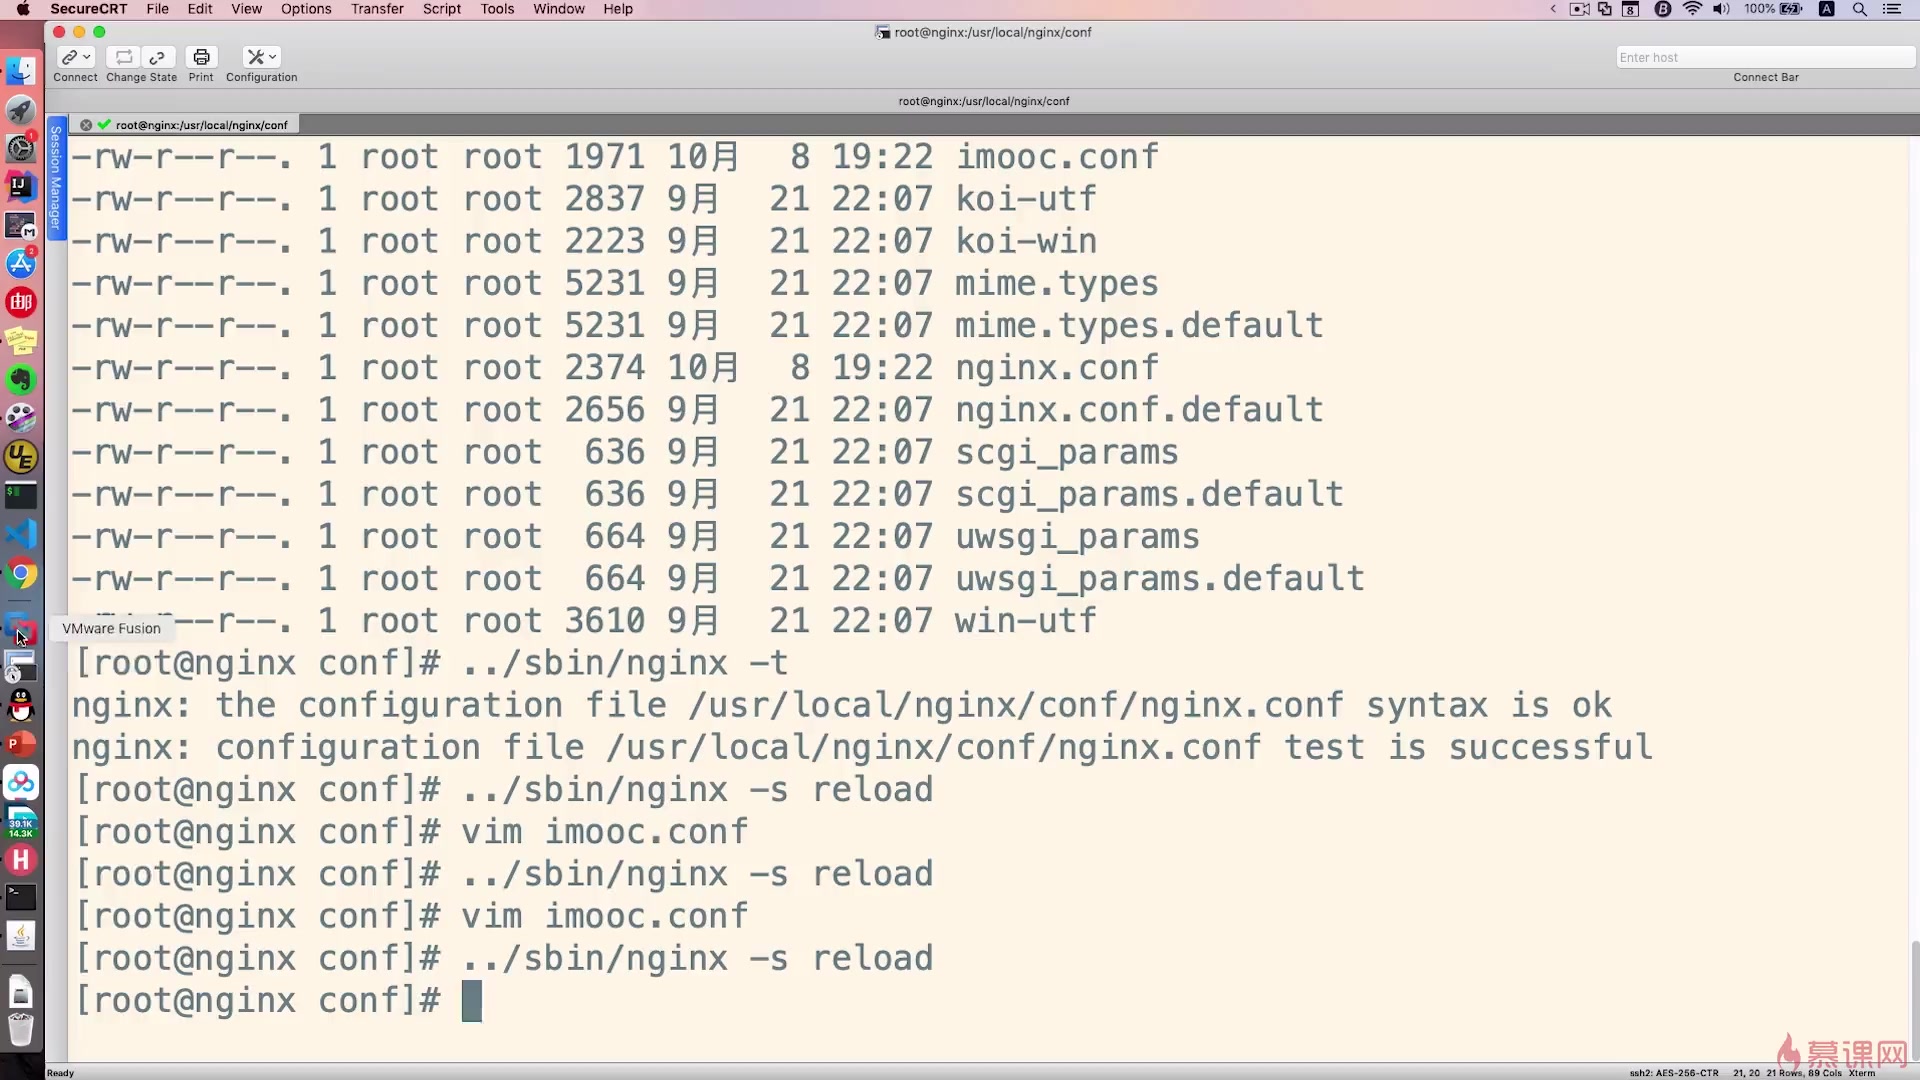 SecureCRT File Edit View Options Transfer Script Tools Window Help 8 100% A
root@nginx:/usr/local/nginx/conf
Enter host
Connect Change State Print Configuration Connect Bar
root@nginx:/usr/local/nginx/conf
root@nginx:/usr/local/nginx/conf
Session Manager
-rw-r--r--. 1 root root 1971 10月 8 19:22 imooc.conf
-rw-r--r--. 1 root root 2837 9月 21 22:07 koi-utf
-rw-r--r--. 1 root root 2223 9月 21 22:07 koi-win
-rw-r--r--. 1 root root 5231 9月 21 22:07 mime.types
-rw-r--r--. 1 root root 5231 9月 21 22:07 mime.types.default
-rw-r--r--. 1 root root 2374 10月 8 19:22 nginx.conf
-rw-r--r--. 1 root root 2656 9月 21 22:07 nginx.conf.default
-rw-r--r--. 1 root root 636 9月 21 22:07 scgi_params
-rw-r--r--. 1 root root 636 9月 21 22:07 scgi_params.default
-rw-r--r--. 1 root root 664 9月 21 22:07 uwsgi_params
-rw-r--r--. 1 root root 664 9月 21 22:07 uwsgi_params.default
-rw-r--r--. 1 root root 3610 9月 21 22:07 win-utf
VMware Fusion
[root@nginx conf]# ../sbin/nginx -t
nginx: the configuration file /usr/local/nginx/conf/nginx.conf syntax is ok
nginx: configuration file /usr/local/nginx/conf/nginx.conf test is successful
[root@nginx conf]# ../sbin/nginx -s reload
[root@nginx conf]# vim imooc.conf
[root@nginx conf]# ../sbin/nginx -s reload
[root@nginx conf]# vim imooc.conf
[root@nginx conf]# ../sbin/nginx -s reload
[root@nginx conf]#
IJ
邮
UE
P
39.1K
14.3K
H
慕课网
Ready ssh2: AES-256-CTR 21, 20 21 Rows, 89 Cols Xterm